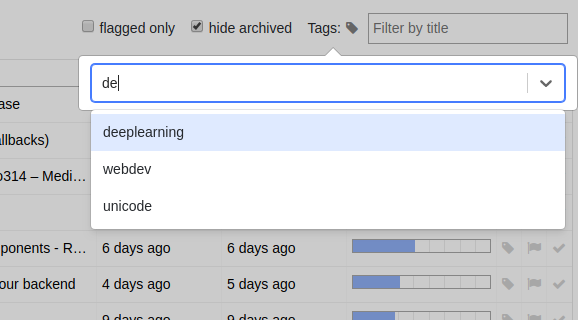 flagged only hide archived Tags: Filter by title
de
ase
deeplearning
allbacks)
webdev
o314 – Medi…
unicode
ponents - R… 6 days ago 6 days ago
our backend 4 days ago 5 days ago
9 days ago 9 days ago